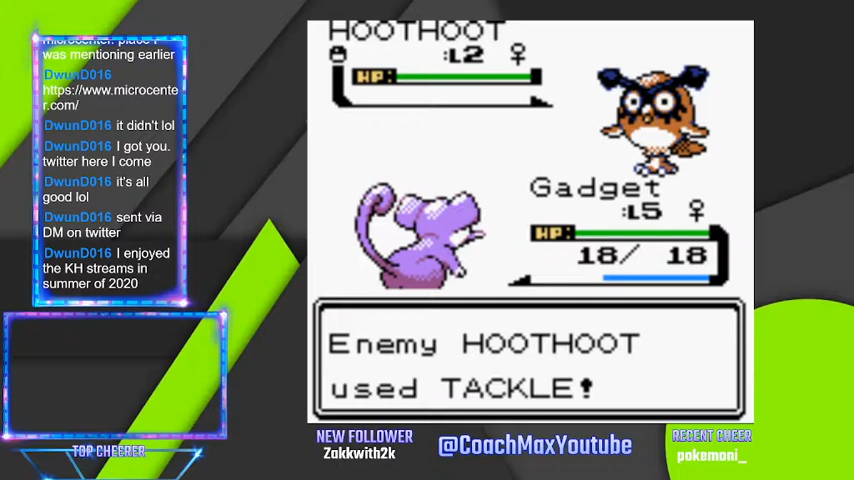 microcenter. place I
was mentioning earlier
DwunD016
https://www.microcente
r.com/
DwunD016 it didn't lol
DwunD016 I got you.
twitter here I come
DwunD016 it's all
good lol
DwunD016 sent via
DM on twitter
DwunD016 I enjoyed
the KH streams in
summer of 2020
HOOTHOOT
:L2 ♀
HP:
Gadget
:L5 ♀
HP:
18/ 18
Enemy HOOTHOOT
used TACKLE!
TOP CHEERER
NEW FOLLOWER
Zakkwith2k
@CoachMaxYoutube
RECENT CHEER
pokemoni_